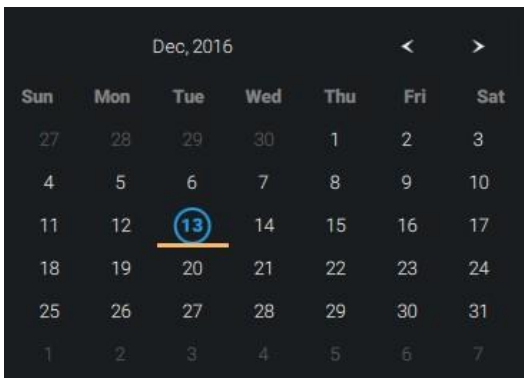 Dec, 2016
Sun Mon Tue Wed Thu Fri Sat
27 28 29 30 1 2 3
4 5 6 7 8 9 10
11 12 13 14 15 16 17
18 19 20 21 22 23 24
25 26 27 28 29 30 31
1 2 3 4 5 6 7